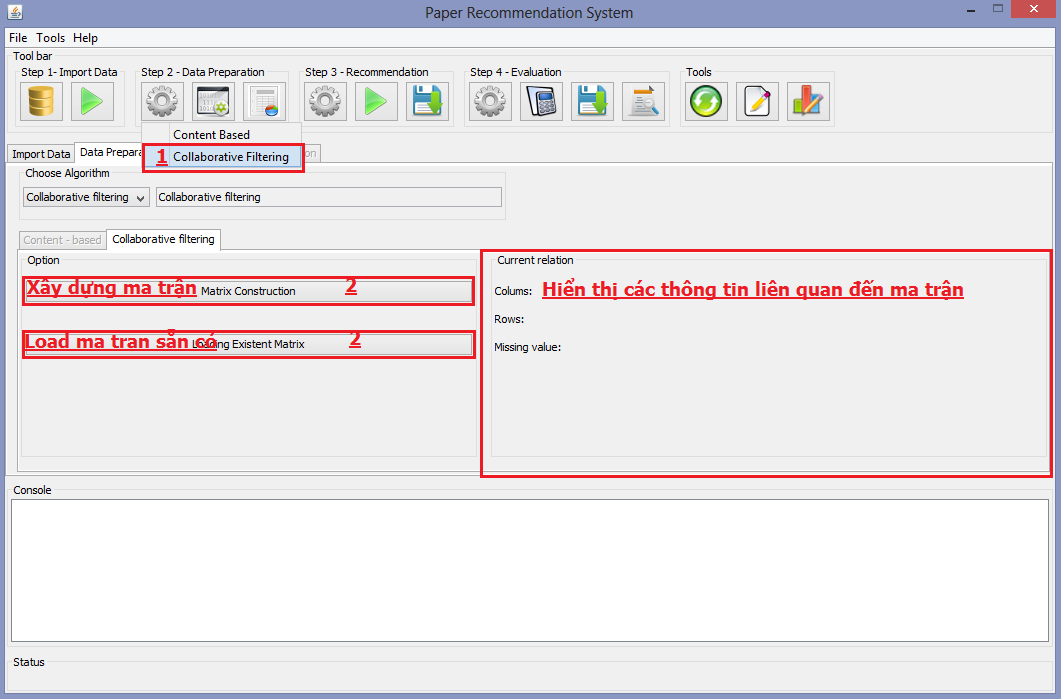 Paper Recommendation System
File Tools Help
Tool bar
Step 1- Import Data Step 2 - Data Preparation Step 3 - Recommendation Step 4 - Evaluation Tools
Content Based
Import Data Data Prepara 1 Collaborative Filtering on
Choose Algorithm
Collaborative filtering Collaborative filtering
Content - based Collaborative filtering
Option
Xây dựng ma trận Matrix Construction 2
Load ma tran sẵn có Loading Existent Matrix 2
Current relation
Colums: Hiển thị các thông tin liên quan đến ma trận
Rows:
Missing value:
Console
Status